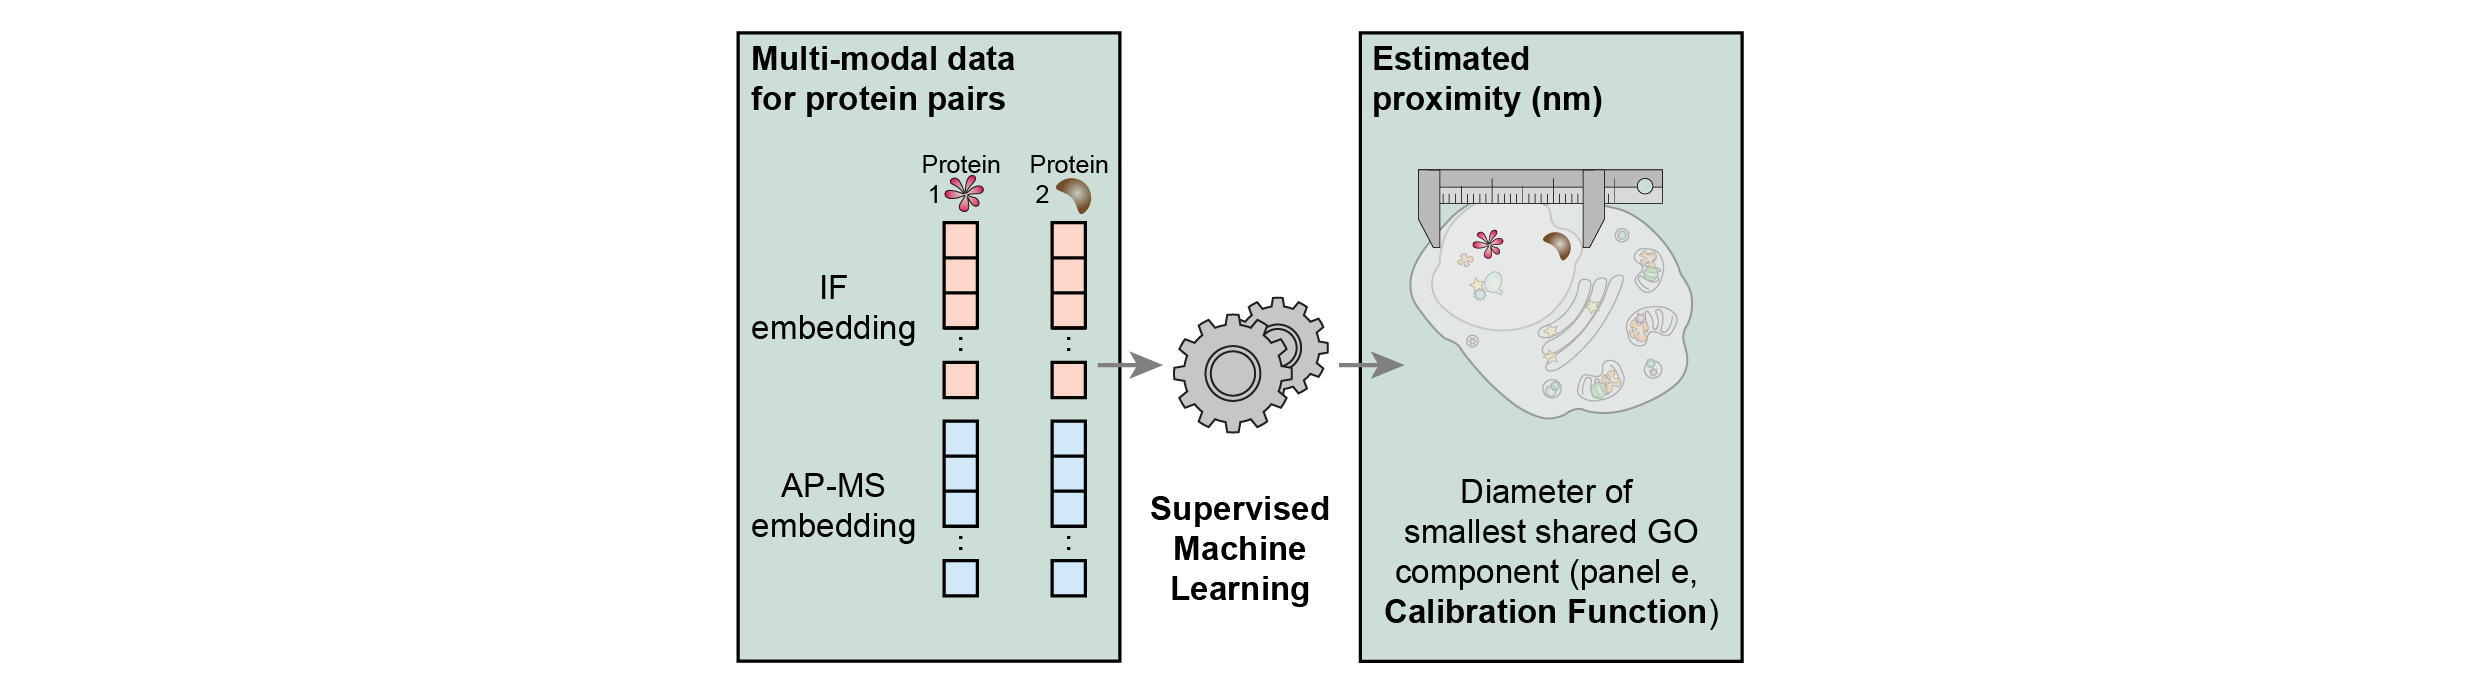 Multi-modal data
for protein pairs
Protein
1
Protein
2
IF
embedding
AP-MS
embedding
Supervised
Machine
Learning
Estimated
proximity (nm)
Diameter of
smallest shared GO
component (panel e,
Calibration Function)